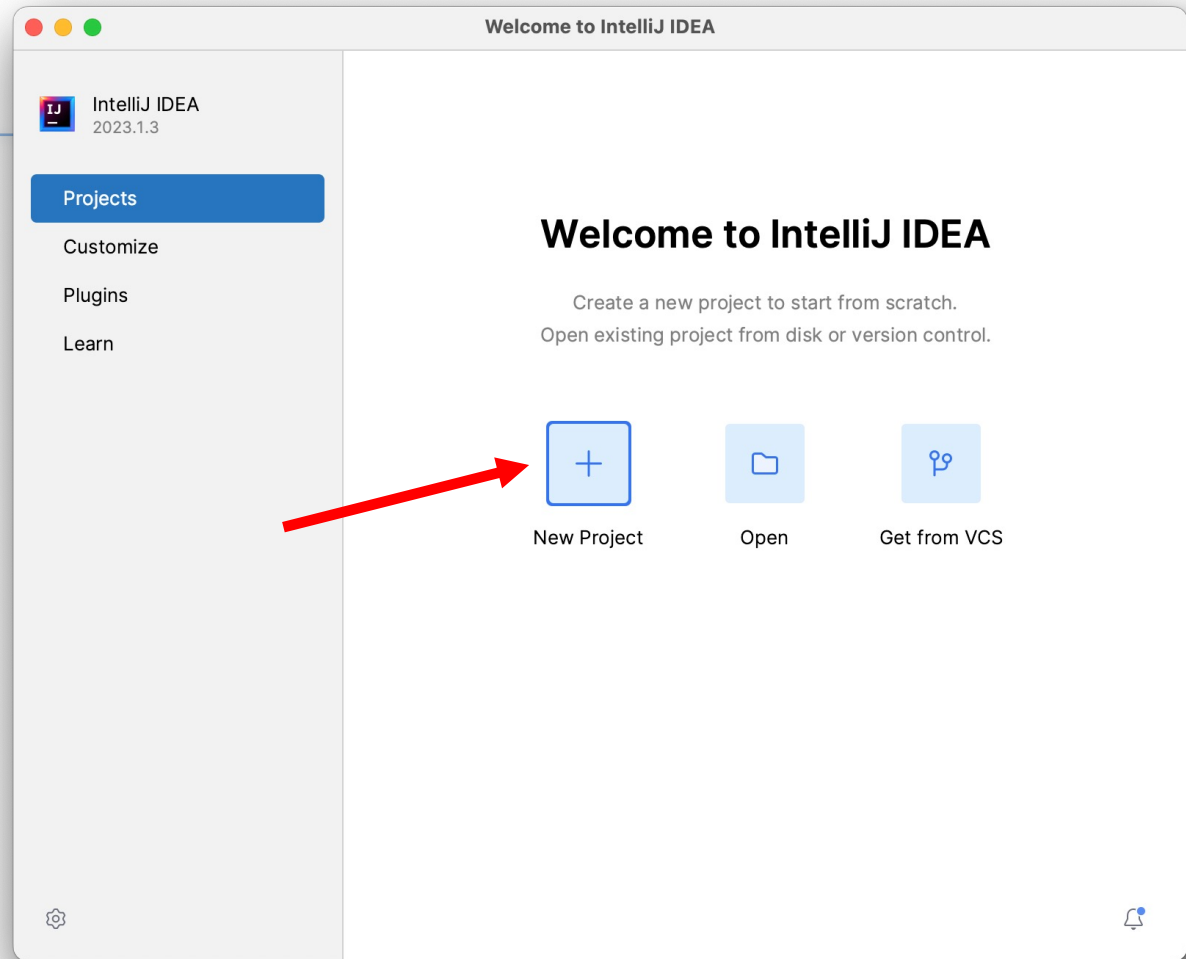 Welcome to IntelliJ IDEA
IJ
IntelliJ IDEA
2023.1.3
Projects
Customize
Plugins
Learn
Welcome to IntelliJ IDEA
Create a new project to start from scratch.
Open existing project from disk or version control.
New Project
Open
Get from VCS